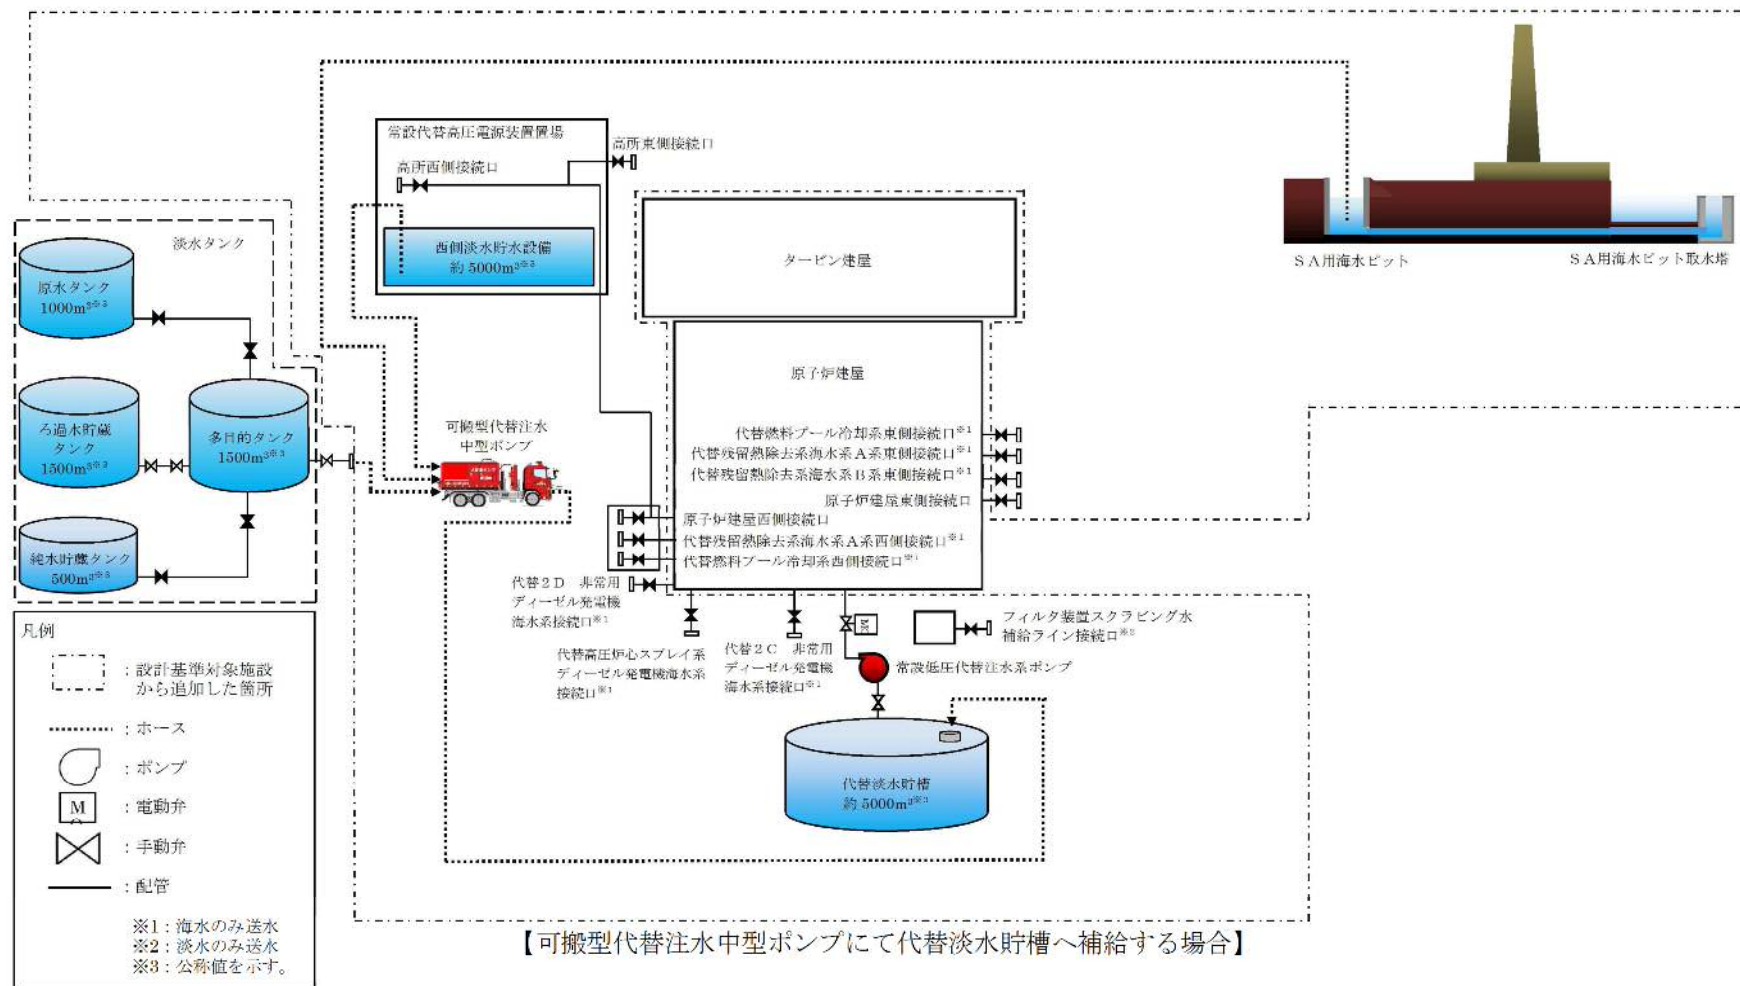 常設代替高圧電源装置置場
高所東側接続口
高所西側接続口
西側淡水貯水設備
約 5000m³※3
淡水タンク
原水タンク
1000m³※3
ろ過水貯蔵
タンク
1500m³※3
多目的タンク
1500m³※3
純水貯蔵タンク
500m³※3
可搬型代替注水
中型ポンプ
タービン建屋
原子炉建屋
代替燃料プール冷却系東側接続口※1
代替残留熱除去系海水系A系東側接続口※1
代替残留熱除去系海水系B系東側接続口※1
原子炉建屋東側接続口
原子炉建屋西側接続口
代替残留熱除去系海水系A系西側接続口※1
代替燃料プール冷却系西側接続口※1
SA用海水ピット
SA用海水ピット取水塔
代替2D 非常用
ディーゼル発電機
海水系接続口※1
代替高圧炉心スプレイ系
ディーゼル発電機海水系
接続口※1
代替2C 非常用
ディーゼル発電機
海水系接続口※1
M
フィルタ装置スクラビング水
補給ライン接続口※2
常設低圧代替注水系ポンプ
代替淡水貯槽
約 5000m³※3
凡例
:設計基準対象施設
から追加した箇所
:ホース
:ポンプ
M
:電動弁
:手動弁
:配管
※1:海水のみ送水
※2:淡水のみ送水
※3:公称値を示す。
【可搬型代替注水中型ポンプにて代替淡水貯槽へ補給する場合】